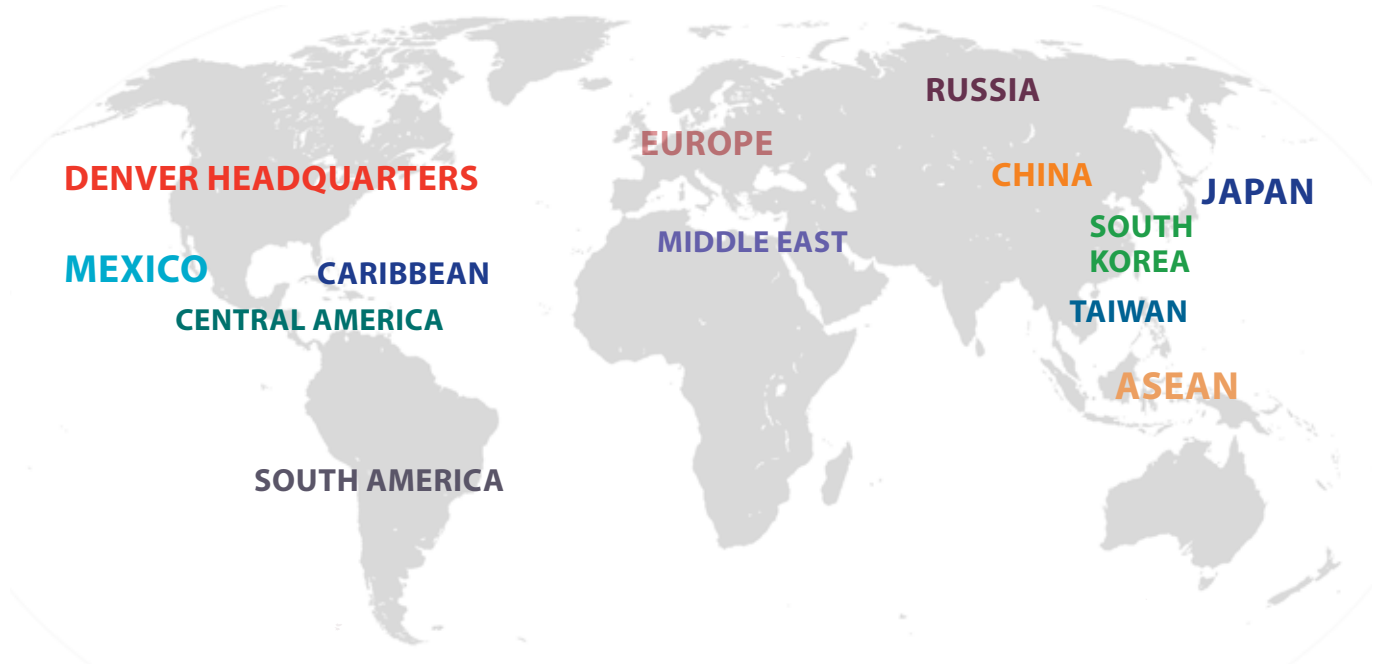 RUSSIA
EUROPE
CHINA
DENVER HEADQUARTERS
JAPAN
SOUTH
KOREA
MIDDLE EAST
MEXICO
CARIBBEAN
TAIWAN
CENTRAL AMERICA
ASEAN
SOUTH AMERICA